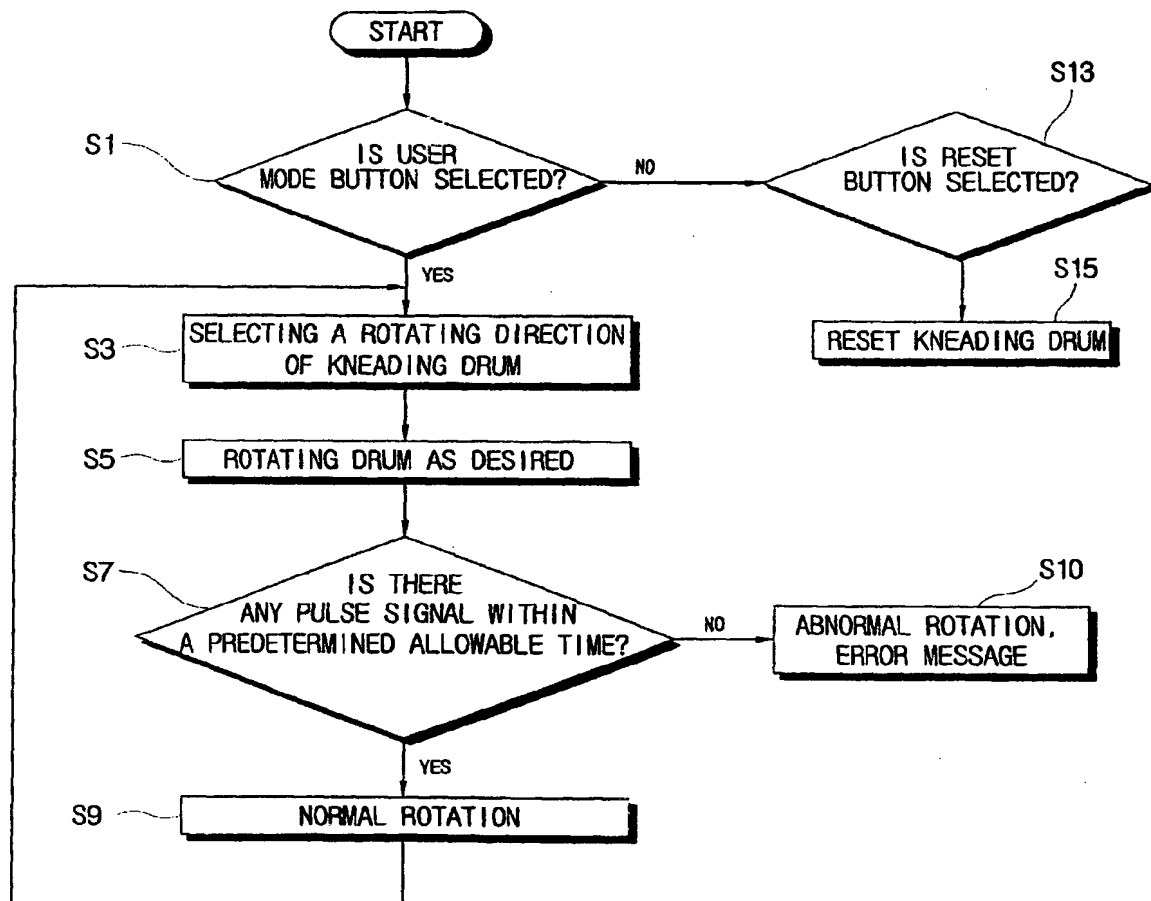 START
S1
IS USER
MODE BUTTON SELECTED?
NO
S13
IS RESET
BUTTON SELECTED?
YES
S15
RESET KNEADING DRUM
S3
SELECTING A ROTATING DIRECTION
OF KNEADING DRUM
S5
ROTATING DRUM AS DESIRED
S7
IS THERE
ANY PULSE SIGNAL WITHIN
A PREDETERMINED ALLOWABLE TIME?
NO
S10
ABNORMAL ROTATION,
ERROR MESSAGE
YES
S9
NORMAL ROTATION